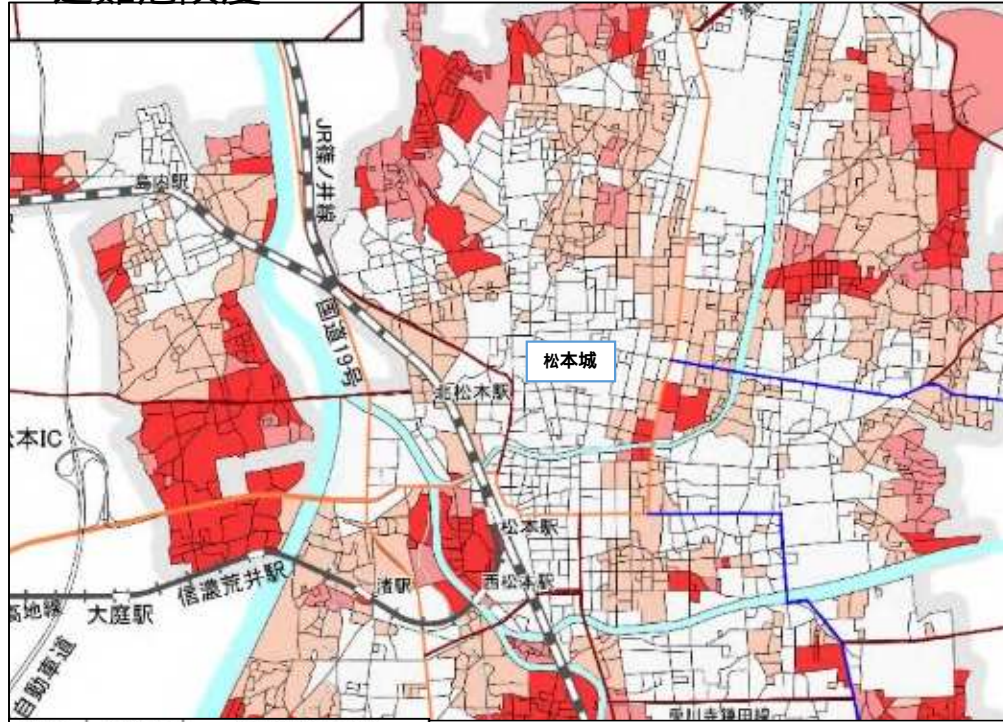 島内駅
JR篠ノ井線
国道19号
松本城
北松本駅
松本IC
松本駅
信濃荒井駅
渚駅
西松本駅
高地線
大庭駅
自動車道